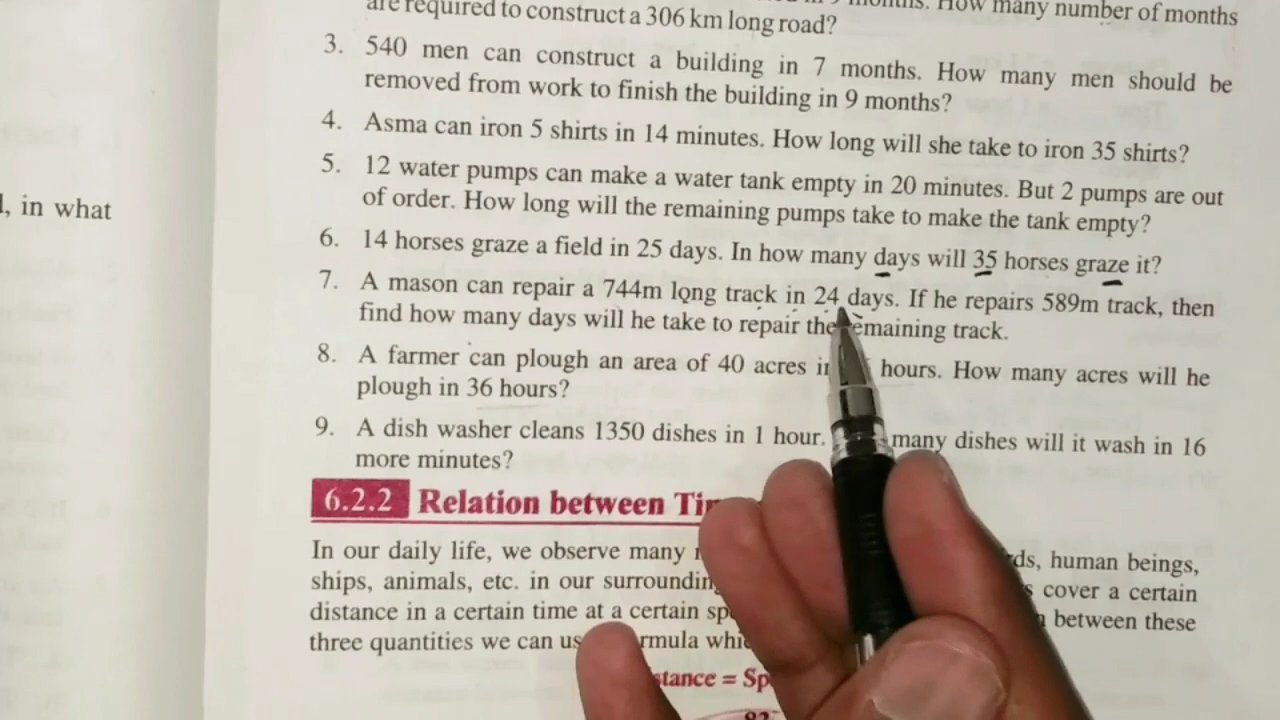 months. How many number of months
are required to construct a 306 km long road?
3. 540 men can construct a building in 7 months. How many men should be
removed from work to finish the building in 9 months?
4. Asma can iron 5 shirts in 14 minutes. How long will she take to iron 35 shirts?
5. 12 water pumps can make a water tank empty in 20 minutes. But 2 pumps are out
, in what
of order. How long will the remaining pumps take to make the tank empty?
6. 14 horses graze a field in 25 days. In how many days will 35 horses graze it?
7. A mason can repair a 744m long track in 24 days. If he repairs 589m track, then
find how many days will he take to repair the remaining track.
8. A farmer can plough an area of 40 acres in hours. How many acres will he
plough in 36 hours?
9. A dish washer cleans 1350 dishes in 1 hour. many dishes will it wash in 16
more minutes?
6.2.2 Relation between
In our daily life, we observe many human beings,
ships, animals, etc. in our surrounding cover a certain
distance in a certain time at a certain between these
three quantities we can
=